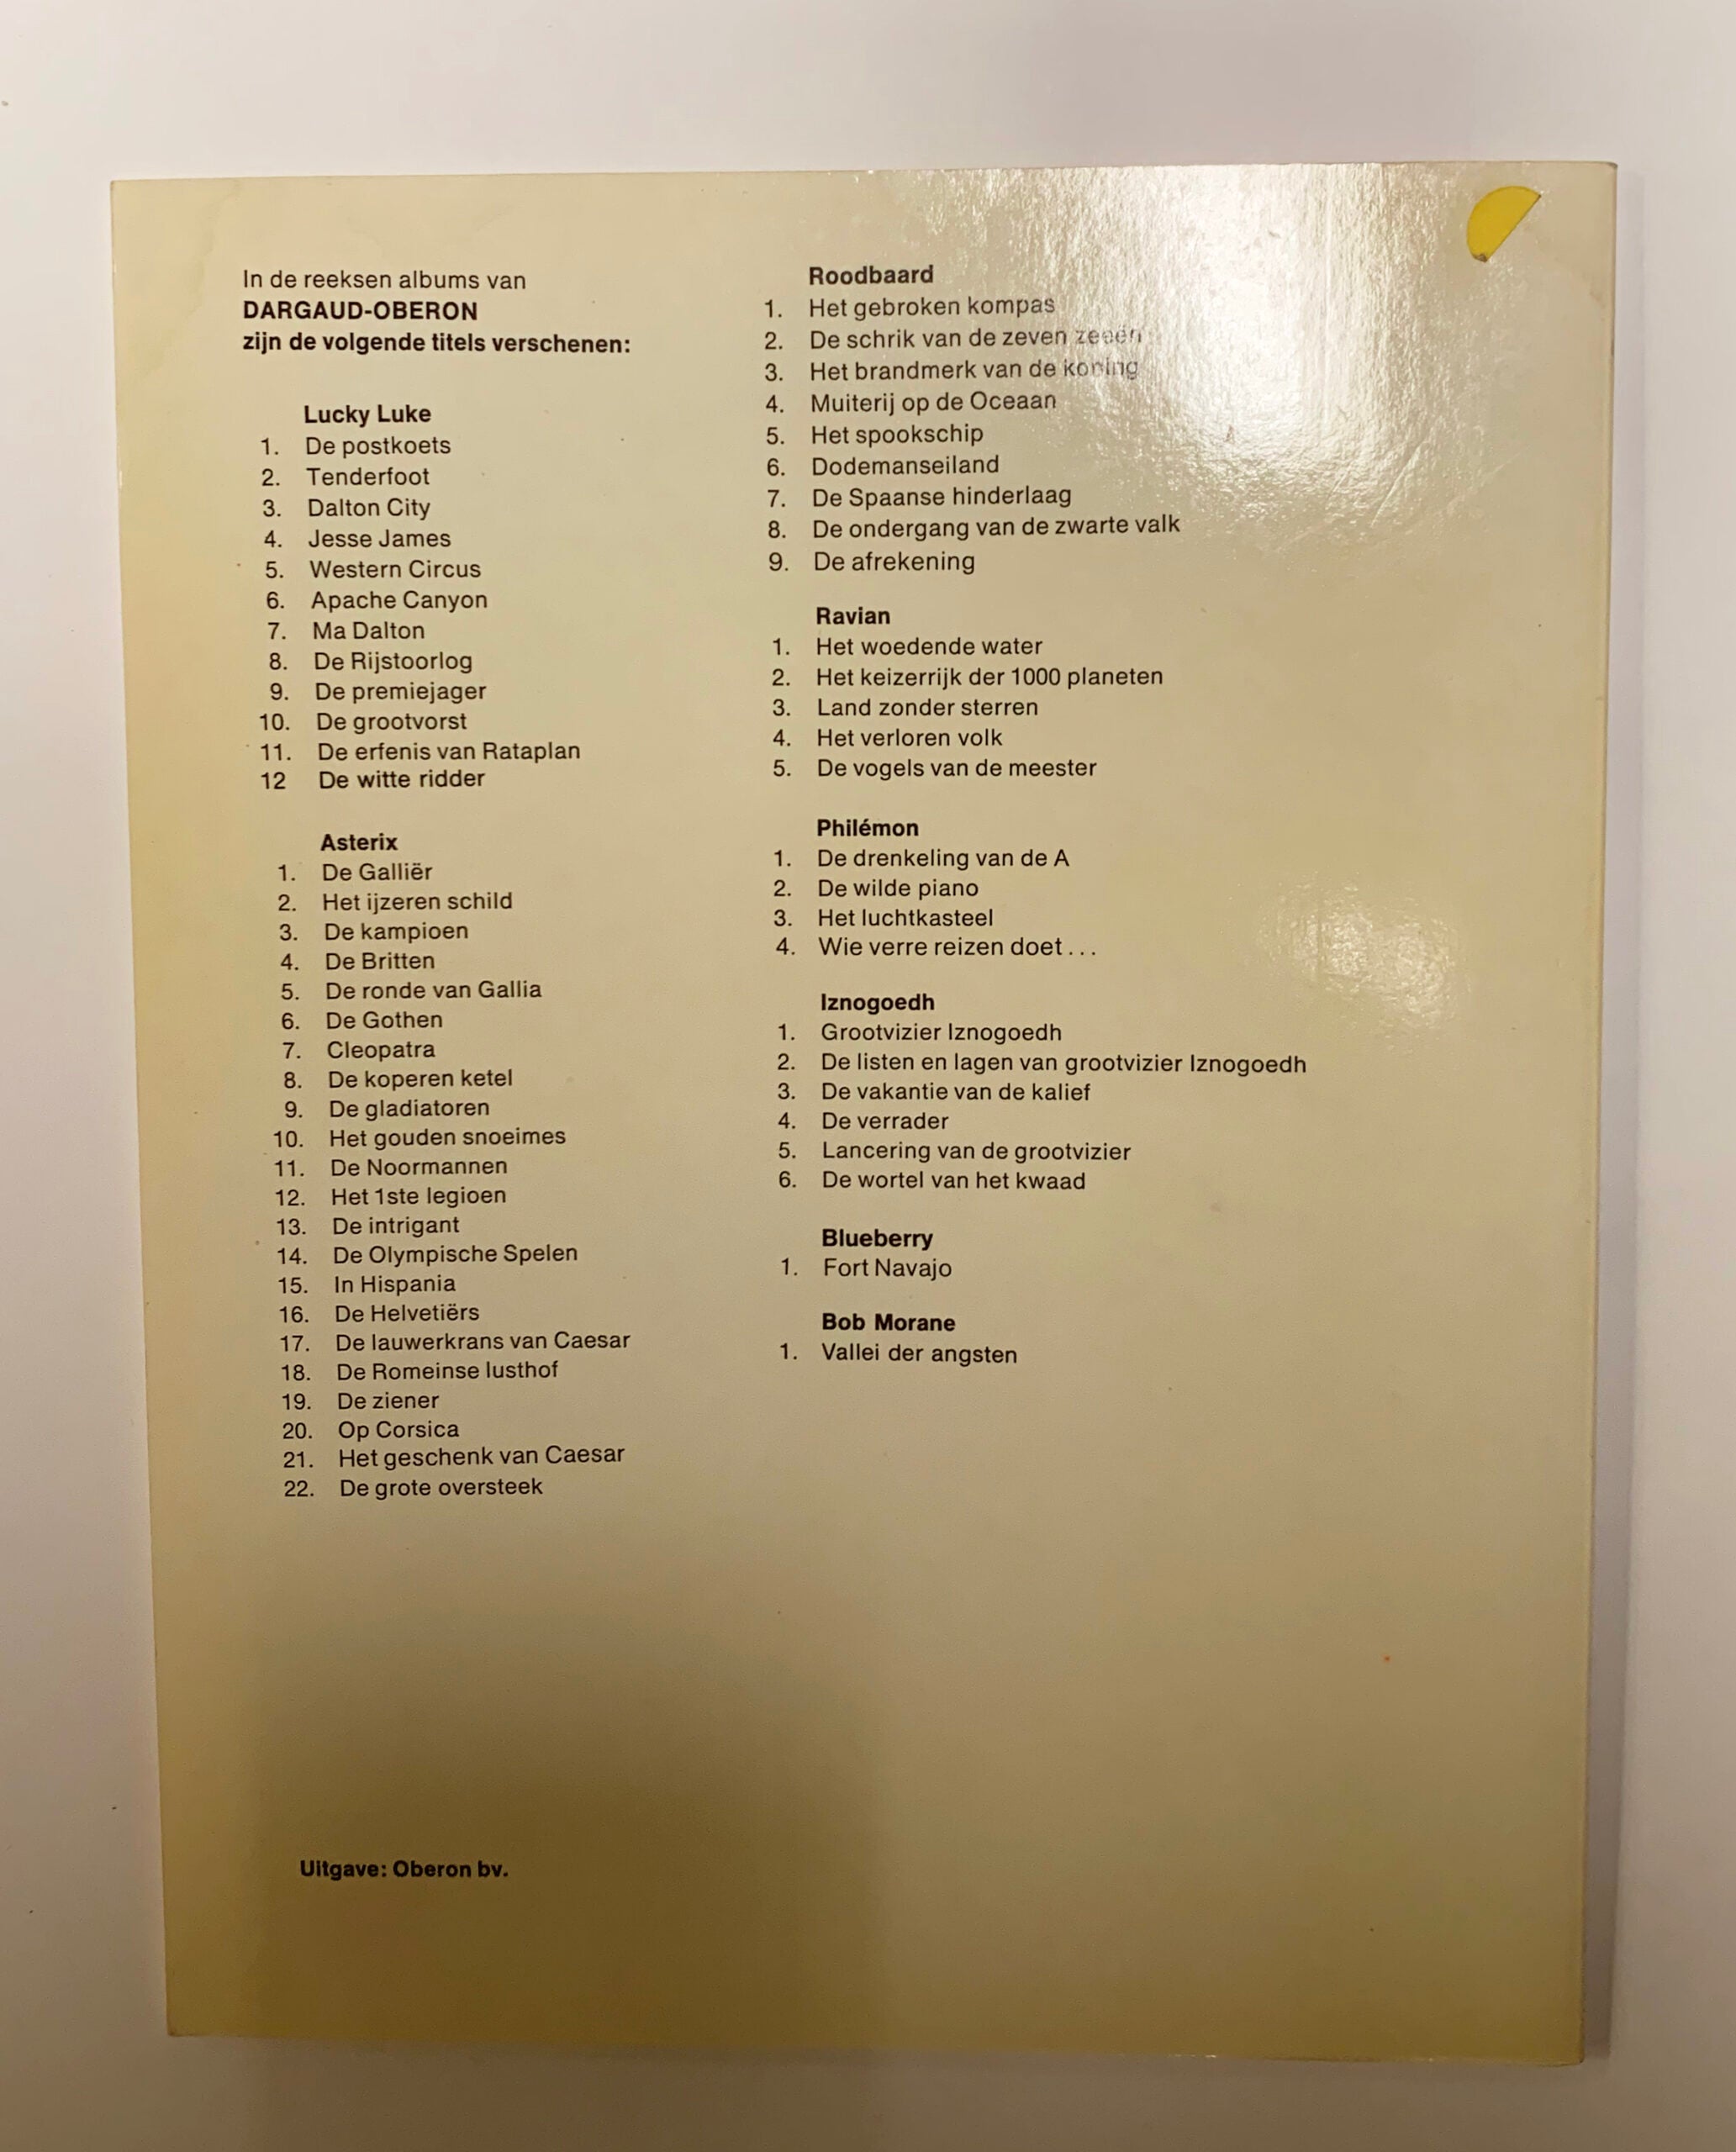 In de reeksen albums van
DARGAUD-OBERON
zijn de volgende titels verschenen:
Lucky Luke
1. De postkoets
2. Tenderfoot
3. Dalton City
4. Jesse James
5. Western Circus
6. Apache Canyon
7. Ma Dalton
8. De Rijstoorlog
9. De premiejager
10. De grootvorst
11. De erfenis van Rataplan
12 De witte ridder
Asterix
1. De Galliër
2. Het ijzeren schild
3. De kampioen
4. De Britten
5. De ronde van Gallia
6. De Gothen
7. Cleopatra
8. De koperen ketel
9. De gladiatoren
10. Het gouden snoeimes
11. De Noormannen
12. Het 1ste legioen
13. De intrigant
14. De Olympische Spelen
15. In Hispania
16. De Helvetiërs
17. De lauwerkrans van Caesar
18. De Romeinse lusthof
19. De ziener
20. Op Corsica
21. Het geschenk van Caesar
22. De grote oversteek
Uitgave: Oberon bv.
Roodbaard
1. Het gebroken kompas
2. De schrik van de zeven zeeën
3. Het brandmerk van de koning
4. Muiterij op de Oceaan
5. Het spookschip
6. Dodemanseiland
7. De Spaanse hinderlaag
8. De ondergang van de zwarte valk
9. De afrekening
Ravian
1. Het woedende water
2. Het keizerrijk der 1000 planeten
3. Land zonder sterren
4. Het verloren volk
5. De vogels van de meester
Philémon
1. De drenkeling van de A
2. De wilde piano
3. Het luchtkasteel
4. Wie verre reizen doet...
Iznogoedh
1. Grootvizier Iznogoedh
2. De listen en lagen van grootvizier Iznogoedh
3. De vakantie van de kalief
4. De verrader
5. Lancering van de grootvizier
6. De wortel van het kwaad
Blueberry
1. Fort Navajo
Bob Morane
1. Vallei der angsten